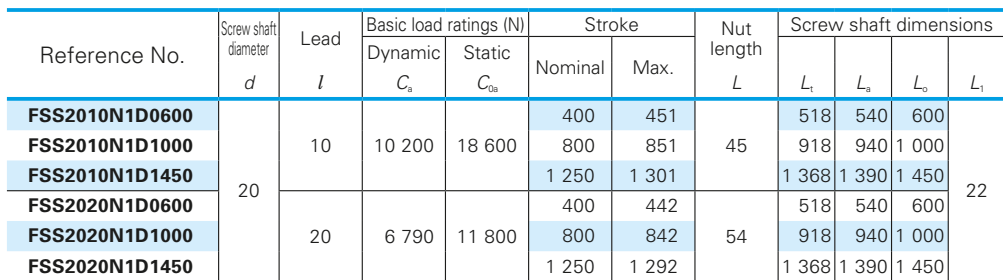 Reference No. Screw shaft diameter d Lead l Basic load ratings (N) Stroke Nut length L Screw shaft dimensions
Dynamic Ca Static C0a Nominal Max. Lt La Lo L1
FSS2010N1D0600 20 10 10 200 18 600 400 451 45 518 540 600 22
FSS2010N1D1000 800 851 918 940 1 000
FSS2010N1D1450 1 250 1 301 1 368 1 390 1 450
FSS2020N1D0600 20 6 790 11 800 400 442 54 518 540 600
FSS2020N1D1000 800 842 918 940 1 000
FSS2020N1D1450 1 250 1 292 1 368 1 390 1 450